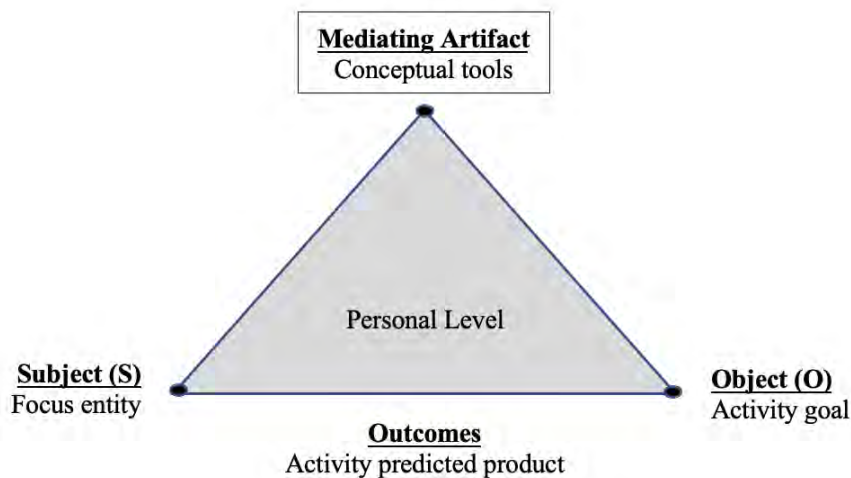 Mediating Artifact
Conceptual tools
Personal Level
Subject (S)
Focus entity
Object (O)
Activity goal
Outcomes
Activity predicted product